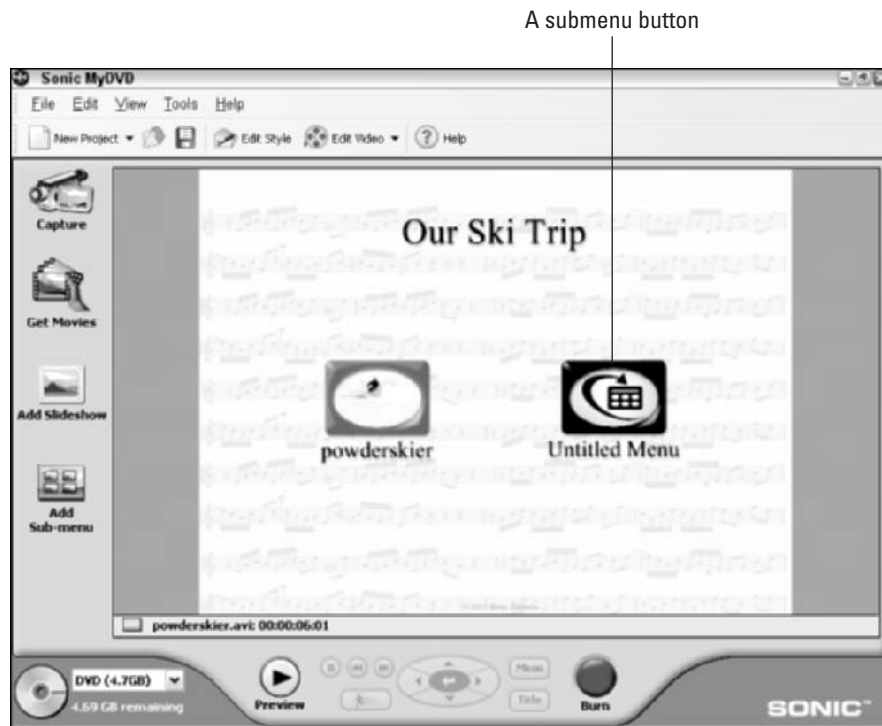 A submenu button
Sonic MyDVD
File Edit View Tools Help
New Project Edit Style Edit Video Help
Capture
Get Movies
Add Slideshow
Add
Sub-menu
Our Ski Trip
powderskier
Untitled Menu
powderskier.avi: 00:00:06:01
DVD (4.7GB)
4.69 GB remaining
Preview
Menu
Title
Burn
SONIC™